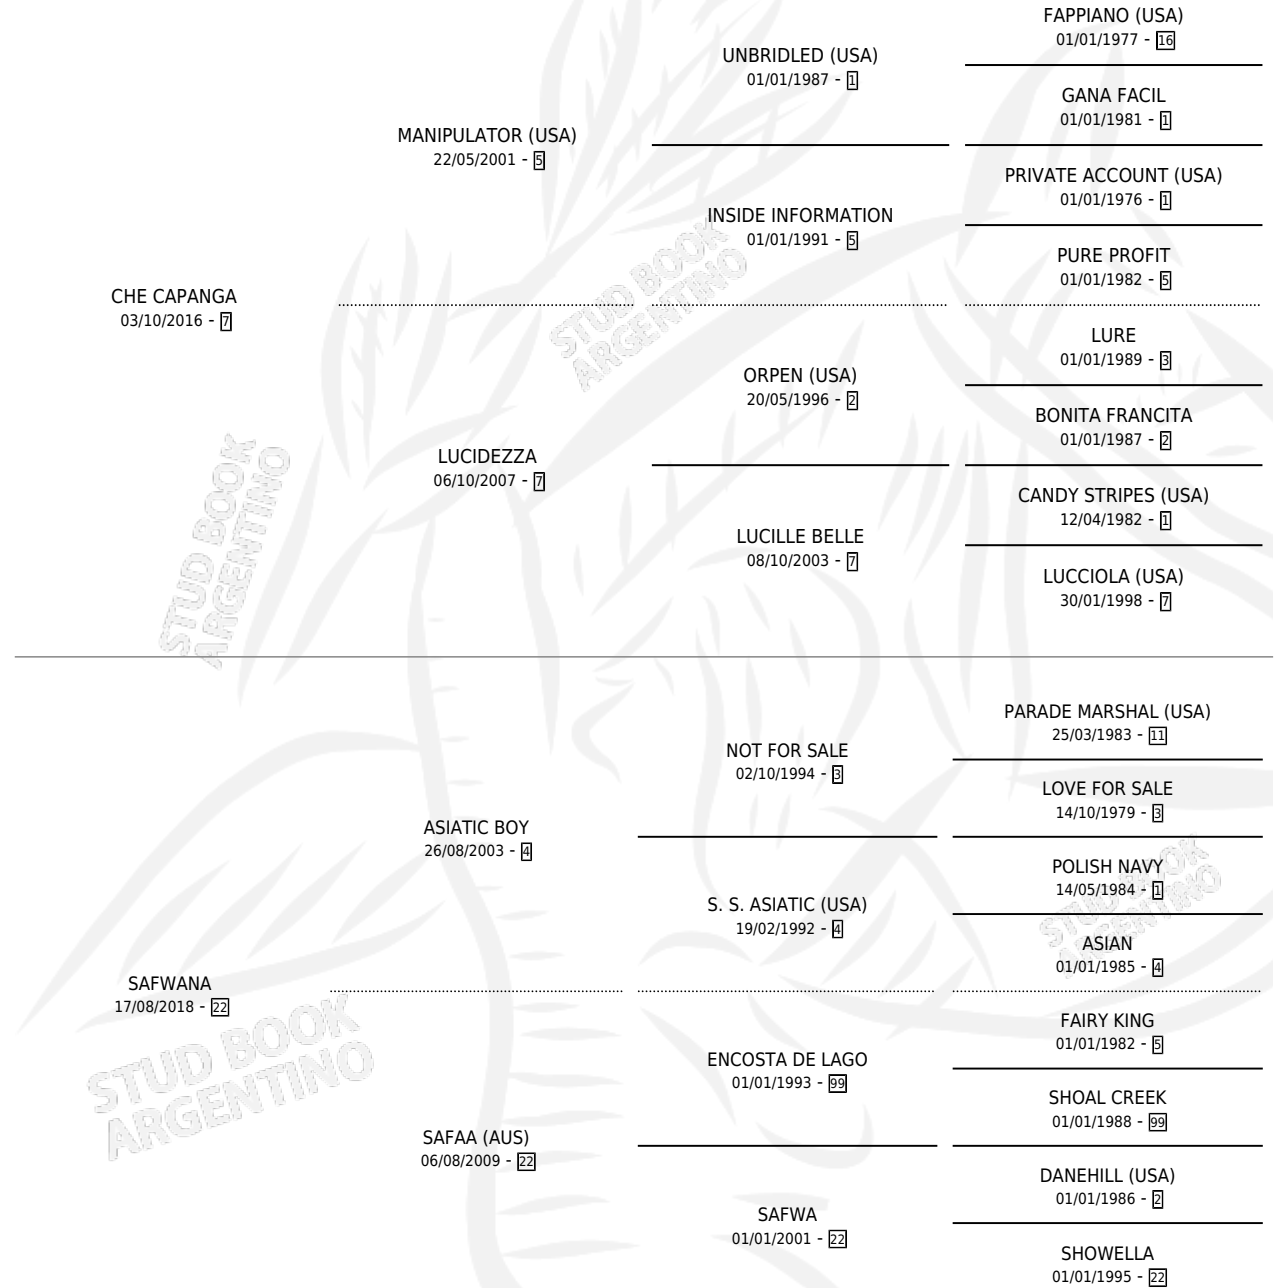 FAPPIANO (USA)
01/01/1977 - 16
UNBRIDLED (USA)
01/01/1987 - 1
GANA FACIL
01/01/1981 - 1
MANIPULATOR (USA)
22/05/2001 - 5
PRIVATE ACCOUNT (USA)
01/01/1976 - 1
INSIDE INFORMATION
01/01/1991 - 5
PURE PROFIT
01/01/1982 - 5
CHE CAPANGA
03/10/2016 - 7
LURE
01/01/1989 - 3
ORPEN (USA)
20/05/1996 - 2
BONITA FRANCITA
01/01/1987 - 2
LUCIDEZZA
06/10/2007 - 7
CANDY STRIPES (USA)
12/04/1982 - 1
LUCILLE BELLE
08/10/2003 - 7
LUCCIOLA (USA)
30/01/1998 - 7
STUD BOOK
ARGENTINO
STUD BOOK
ARGENTINO
PARADE MARSHAL (USA)
25/03/1983 - 11
NOT FOR SALE
02/10/1994 - 3
LOVE FOR SALE
14/10/1979 - 3
ASIATIC BOY
26/08/2003 - 4
POLISH NAVY
14/05/1984 - 1
S. S. ASIATIC (USA)
19/02/1992 - 4
ASIAN
01/01/1985 - 4
SAFWANA
17/08/2018 - 22
FAIRY KING
01/01/1982 - 5
ENCOSTA DE LAGO
01/01/1993 - 99
SHOAL CREEK
01/01/1988 - 99
SAFAA (AUS)
06/08/2009 - 22
DANEHILL (USA)
01/01/1986 - 2
SAFWA
01/01/2001 - 22
SHOWELLA
01/01/1995 - 22
STUD BOOK
ARGENTINO
STUD BOOK
ARGENTINO